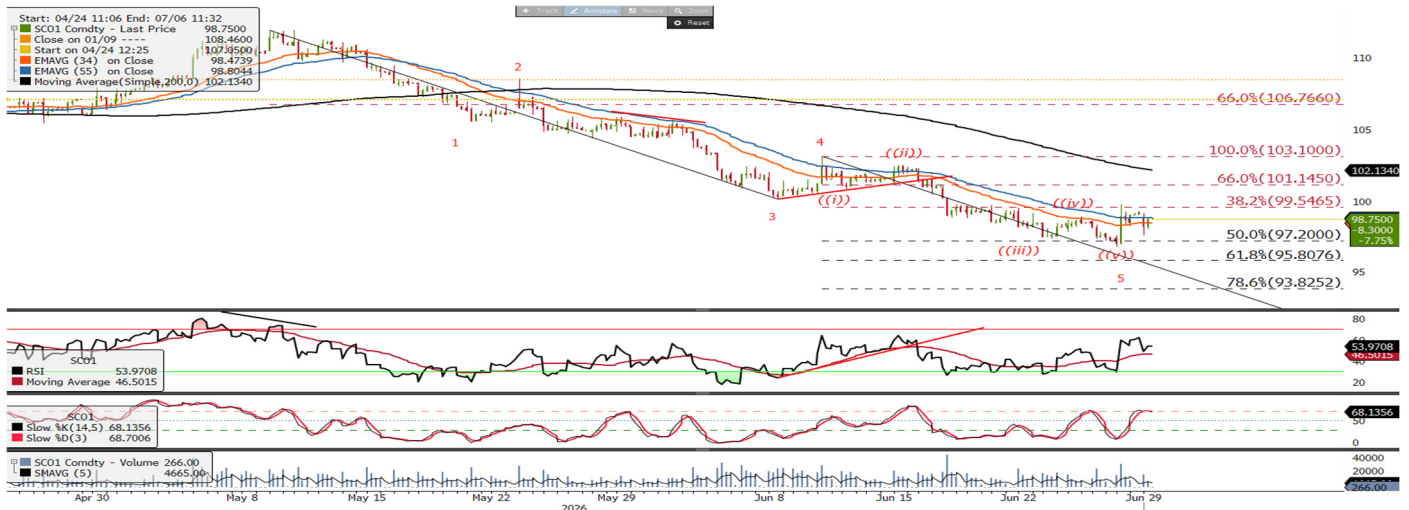 Track Annotate News Zoom
Reset
Start: 04/24 11:06 End: 07/06 11:32
SCO1 Comdty - Last Price 98.7500
Close on 01/09 ---- 108.4600
Start on 04/24 12:25 107.0500
EMAVG (34) on Close 98.4739
EMAVG (55) on Close 98.8044
Moving Average(Simple,200,0) 102.1340
110
105
100
95
2
1
4
3
5
((i))
((ii))
((iii))
((iv))
((v))
66.0%(106.7660)
100.0%(103.1000)
66.0%(101.1450)
38.2%(99.5465)
50.0%(97.2000)
61.8%(95.8076)
78.6%(93.8252)
102.1340
98.7500
-8.3000
-7.75%
SCO1
RSI 53.9708
Moving Average 46.5015
80
53.9708
46.5015
40
20
SCO1
Slow %K(14,5) 68.1356
Slow %D(3) 68.7006
68.1356
50
0
SCO1 Comdty - Volume 266.00
SMAVG (5) 4665.00
40000
20000
266.00
Apr 30 May 8 May 15 May 22 May 29 Jun 8 Jun 15 Jun 22 Jun 29
2026